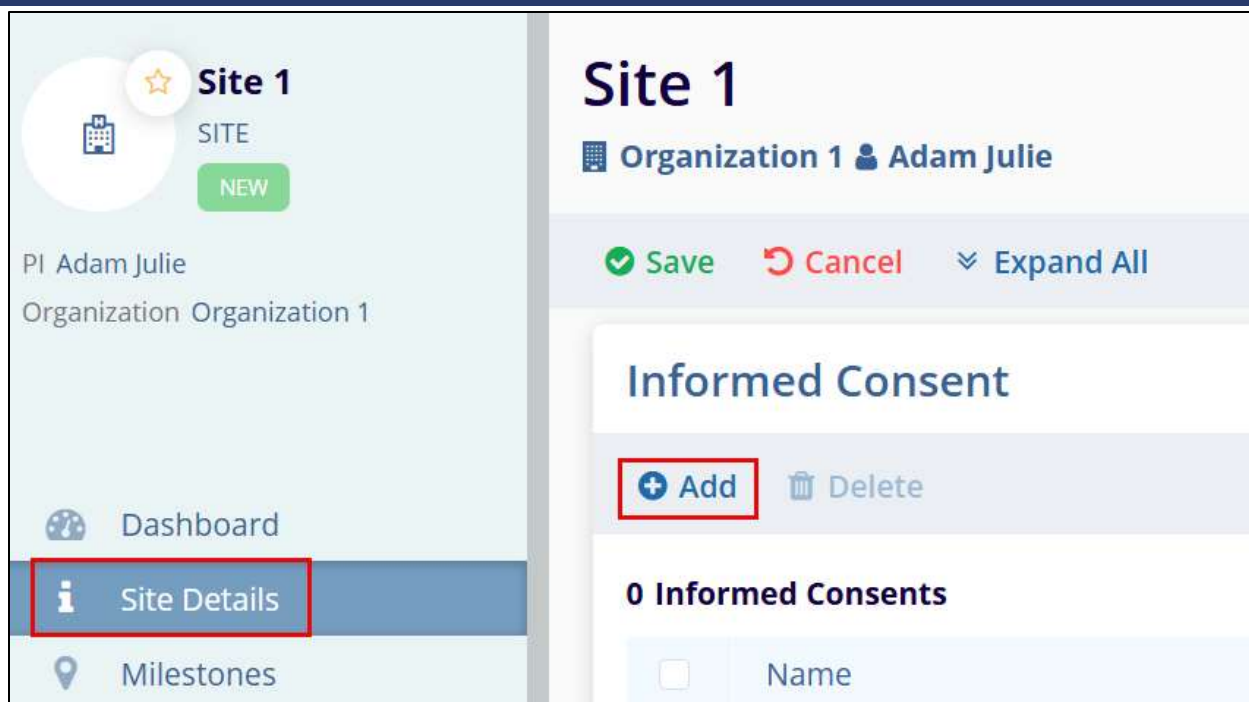 Site 1
SITE
NEW
PI Adam Julie
Organization Organization 1
Dashboard
Site Details
Milestones
Site 1
Organization 1 Adam Julie
Save Cancel Expand All
Informed Consent
Add Delete
0 Informed Consents
Name